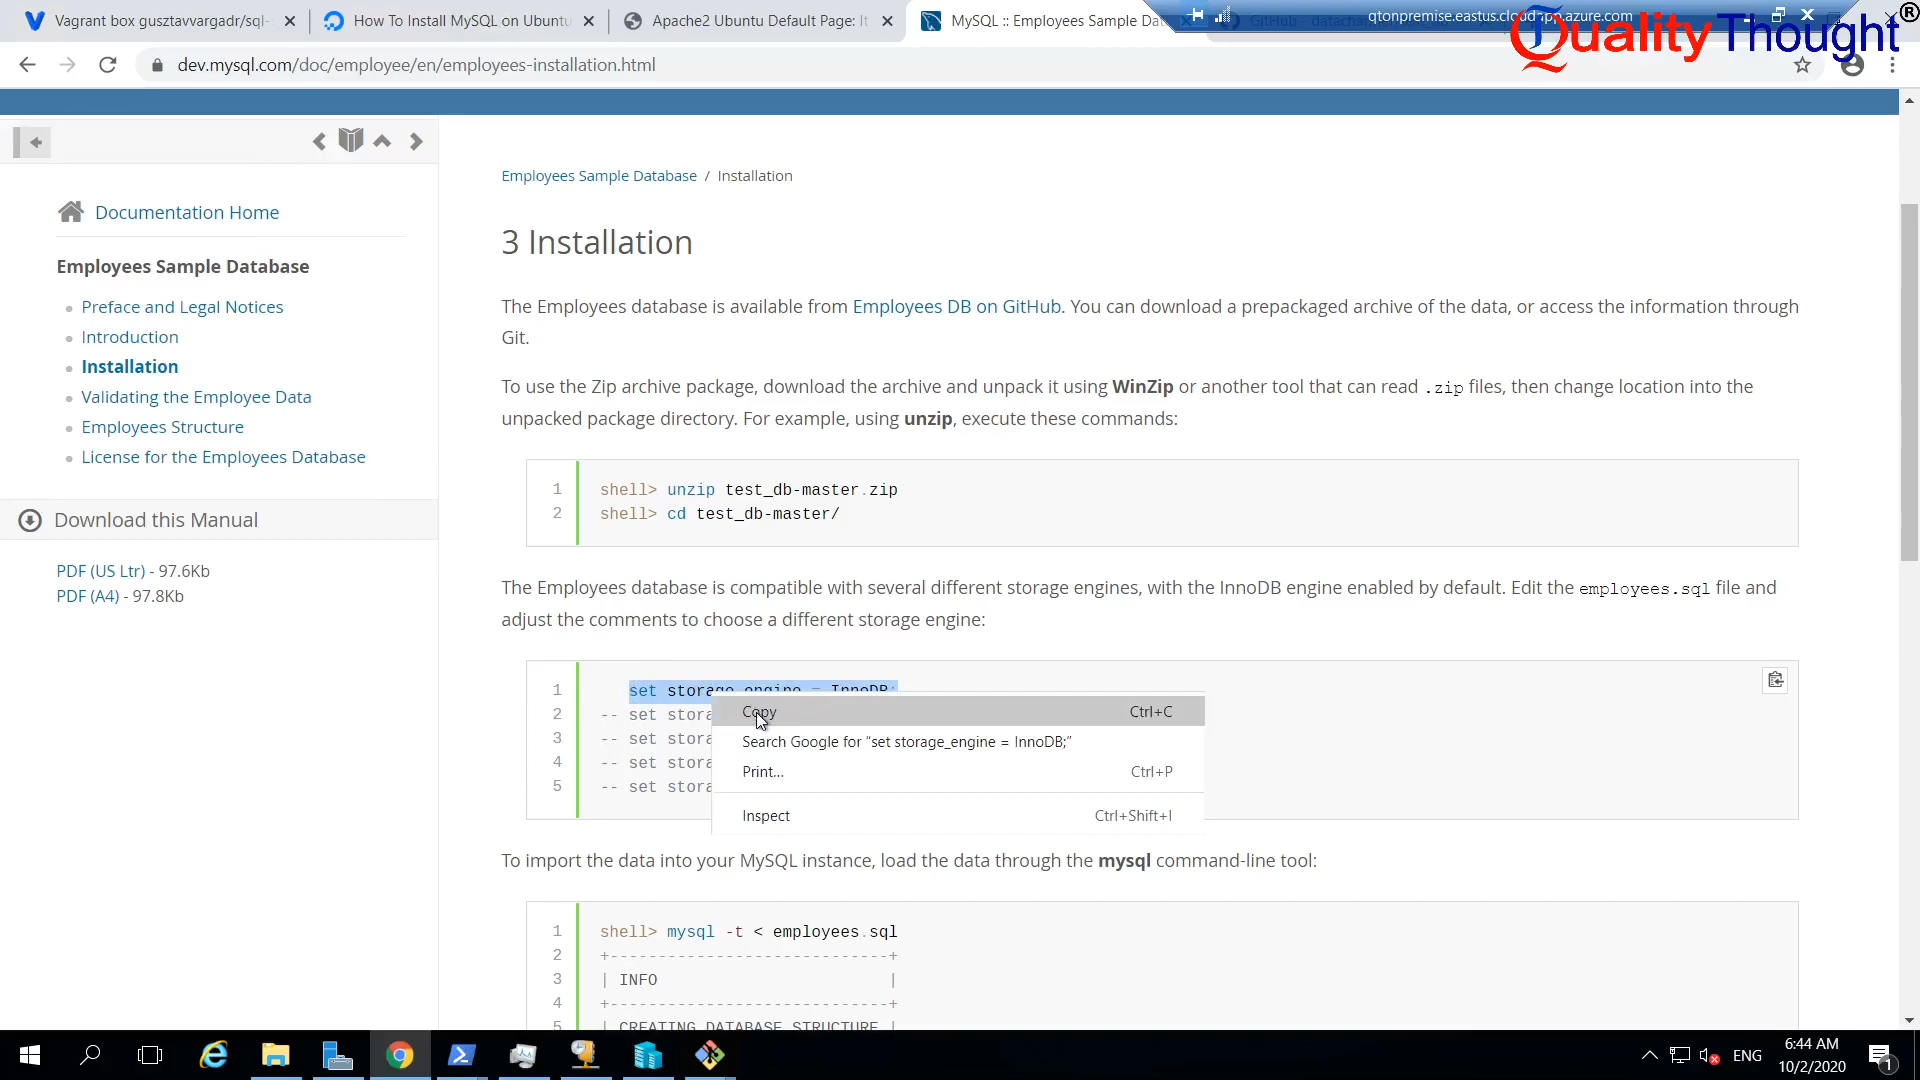 Vagrant box gusztavvargadr/sql-
How To Install MySQL on Ubuntu
Apache2 Ubuntu Default Page: It
MySQL :: Employees Sample Dat
qtonpremise.eastus.cloudapp.azure.com
QualityThought®
dev.mysql.com/doc/employee/en/employees-installation.html
Employees Sample Database / Installation
Documentation Home
3 Installation
Employees Sample Database
Preface and Legal Notices
Introduction
Installation
Validating the Employee Data
Employees Structure
License for the Employees Database
Download this Manual
PDF (US Ltr) - 97.6Kb
PDF (A4) - 97.8Kb
The Employees database is available from Employees DB on GitHub. You can download a prepackaged archive of the data, or access the information through
Git.
To use the Zip archive package, download the archive and unpack it using WinZip or another tool that can read .zip files, then change location into the
unpacked package directory. For example, using unzip, execute these commands:
1 shell> unzip test_db-master.zip
2 shell> cd test_db-master/
The Employees database is compatible with several different storage engines, with the InnoDB engine enabled by default. Edit the employees.sql file and
adjust the comments to choose a different storage engine:
1 set storage_engine = InnoDB;
2 -- set stora
3 -- set stora
4 -- set stora
5 -- set stora
Copy Ctrl+C
Search Google for “set storage_engine = InnoDB;”
Print... Ctrl+P
Inspect Ctrl+Shift+I
To import the data into your MySQL instance, load the data through the mysql command-line tool:
1 shell> mysql -t < employees.sql
2 +-----------------------------+
3 | INFO |
4 +-----------------------------+
5 | CREATING DATABASE STRUCTURE |
ENG
6:44 AM
10/2/2020
1